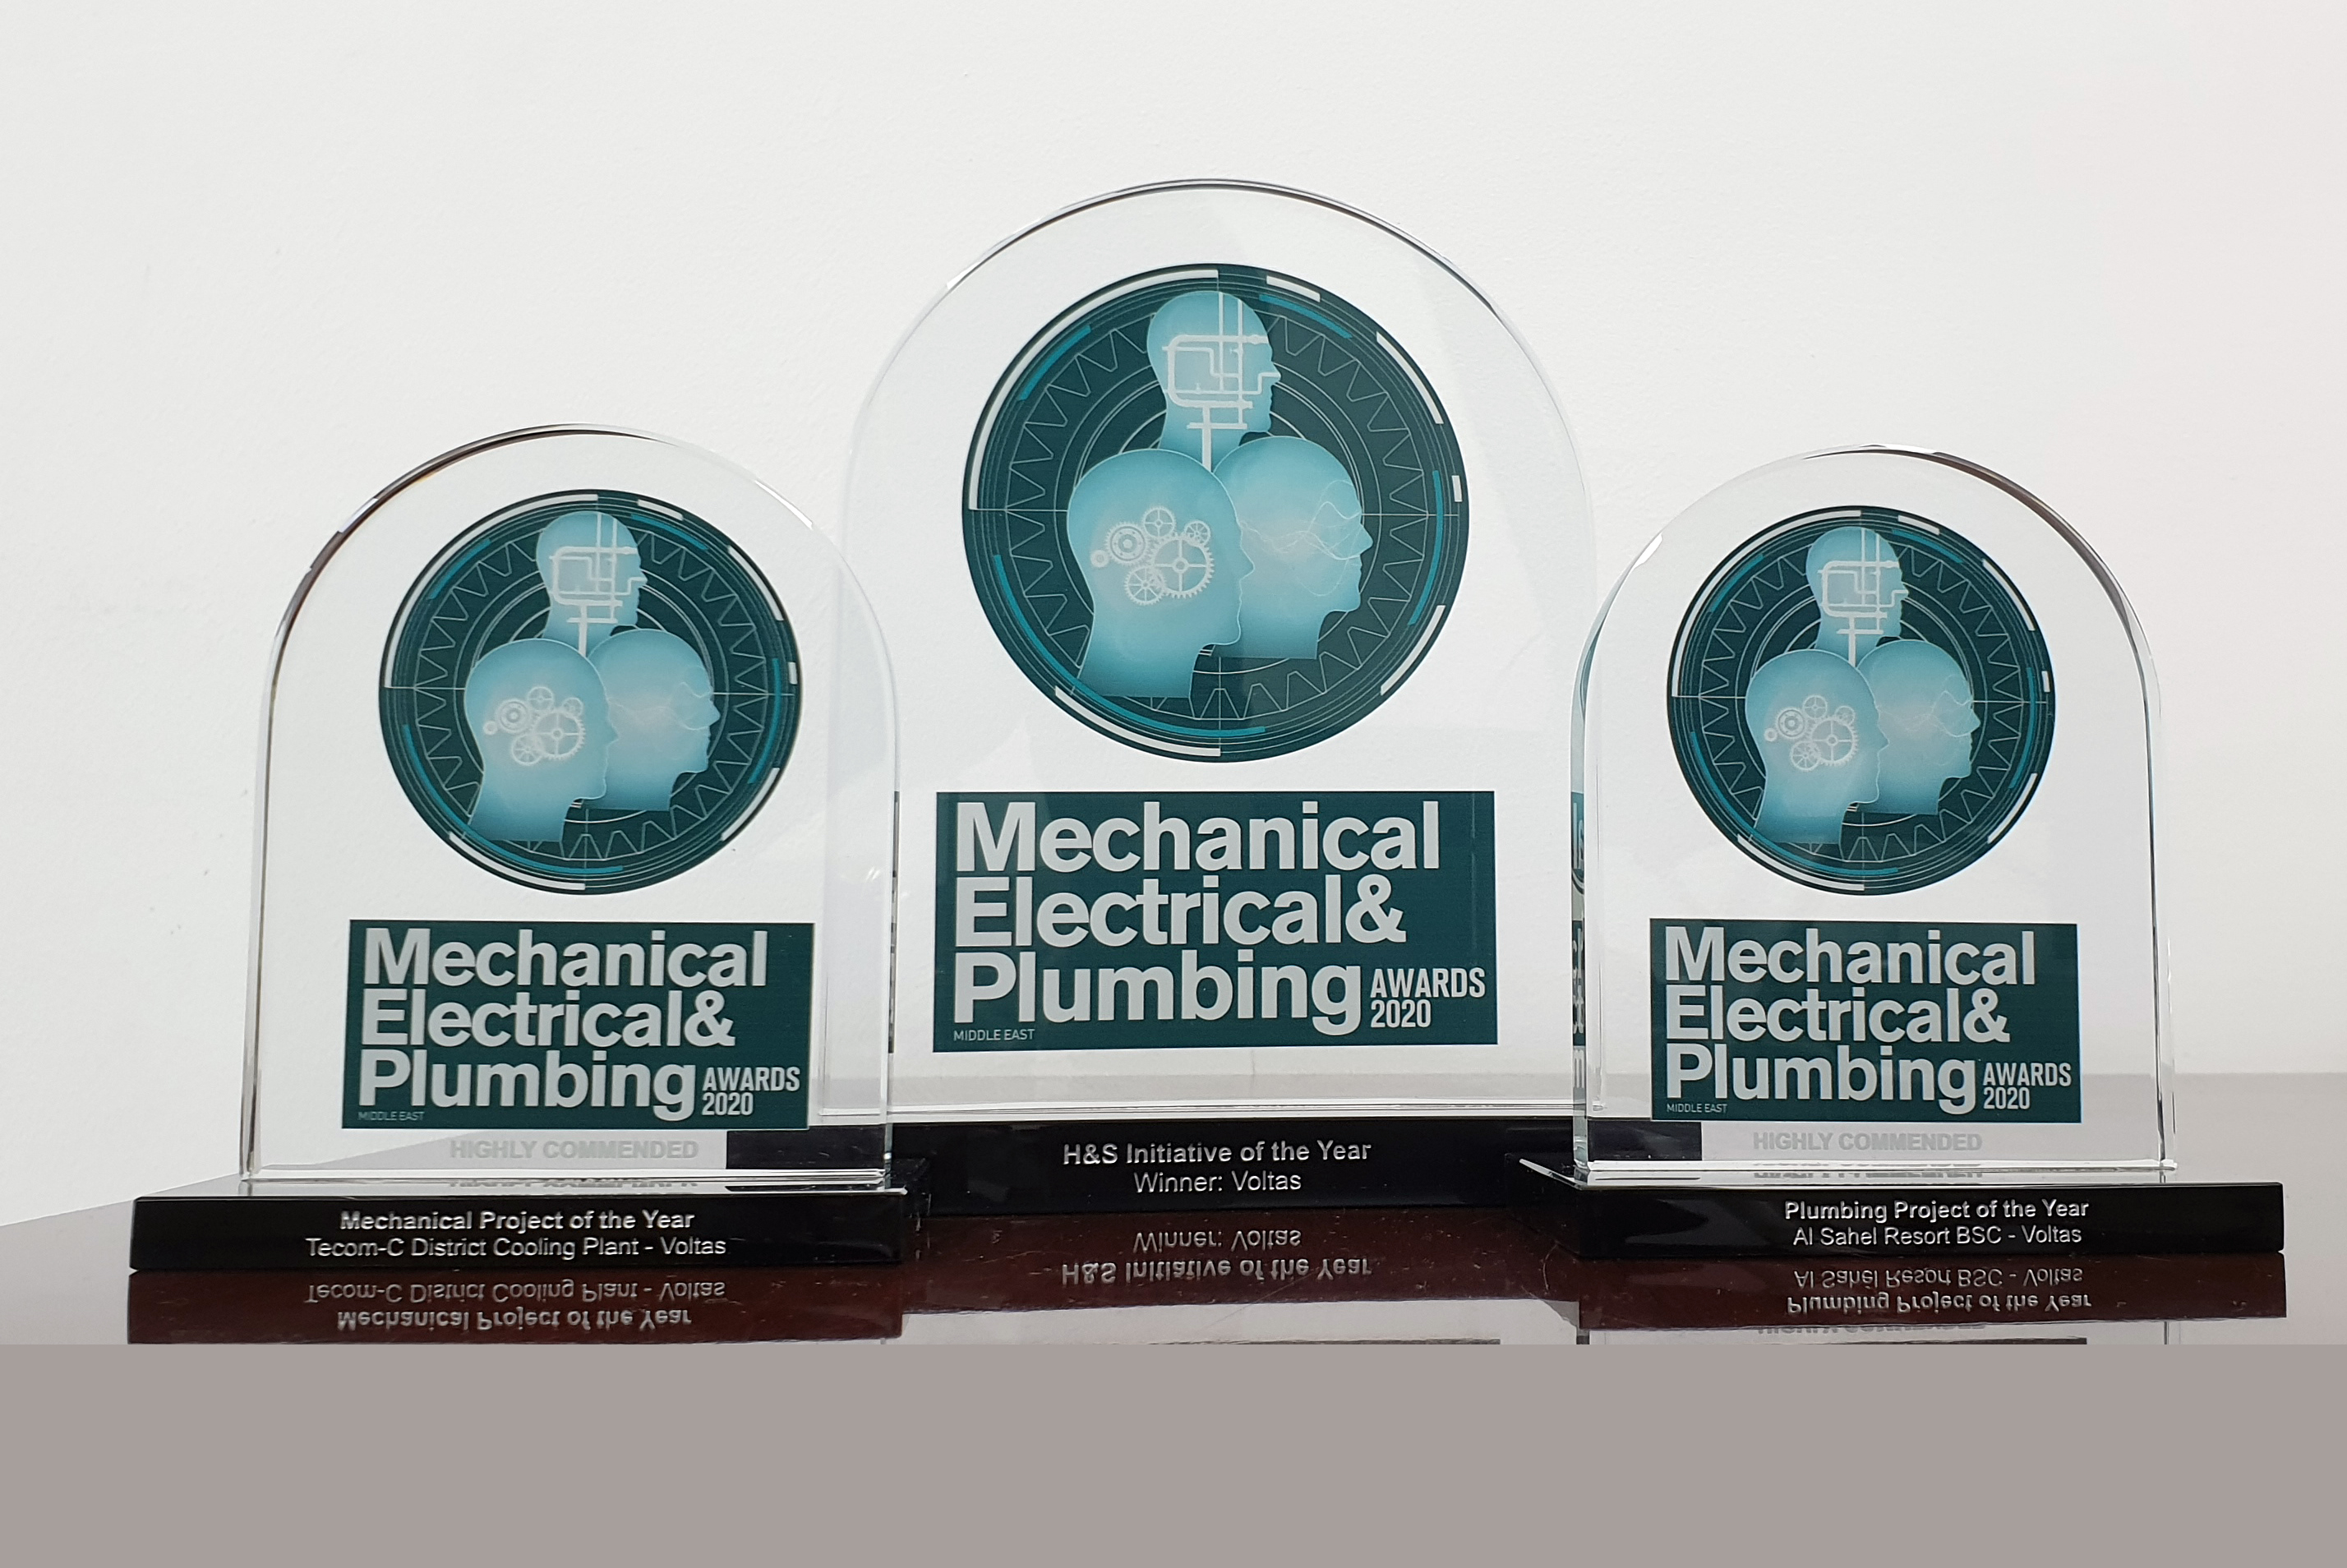 Mechanical
Electrical&
Plumbing AWARDS
2020
MIDDLE EAST
HIGHLY COMMENDED
Mechanical Project of the Year
Tecom-C District Cooling Plant - Voltas
Mechanical
Electrical&
Plumbing AWARDS
2020
MIDDLE EAST
H&S Initiative of the Year
Winner: Voltas
Mechanical
Electrical&
Plumbing AWARDS
2020
MIDDLE EAST
HIGHLY COMMENDED
Plumbing Project of the Year
Al Sahel Resort BSC - Voltas